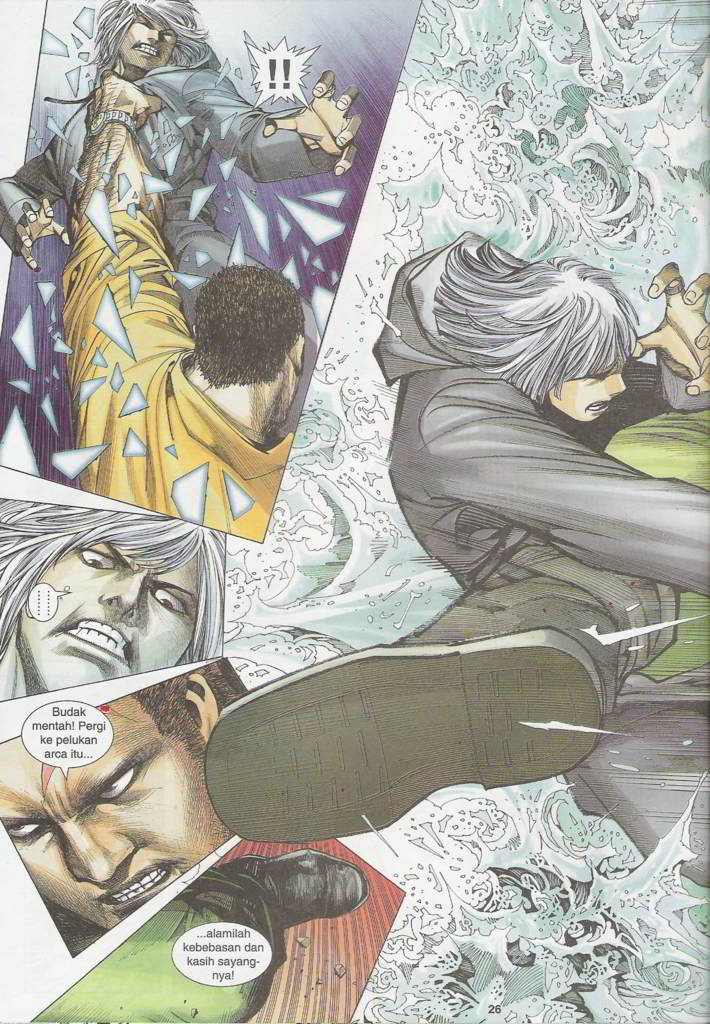 !!
Budak
mentah! Pergi
ke pelukan
arca itu...
...alamilah
kebebasan dan
kasih sayang-
nya!
26